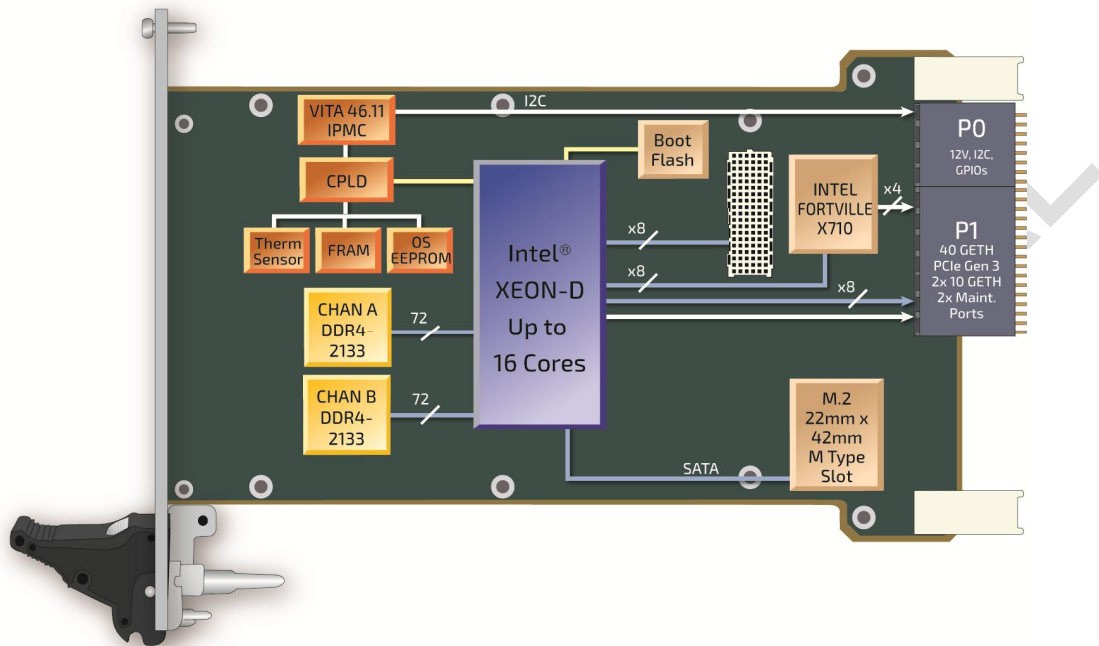 I2C
VITA 46.11
IPMC
CPLD
Therm
Sensor
FRAM
OS
EEPROM
Boot
Flash
Intel®
XEON-D
Up to
16 Cores
CHAN A
DDR4-
2133
72
CHAN B
DDR4-
2133
72
x8
x8
x8
INTEL
FORTVILLE
X710
x4
P0
12V, I2C,
GPIOs
P1
40 GETH
PCIe Gen 3
2x 10 GETH
2x Maint.
Ports
SATA
M.2
22mm x
42mm
M Type
Slot